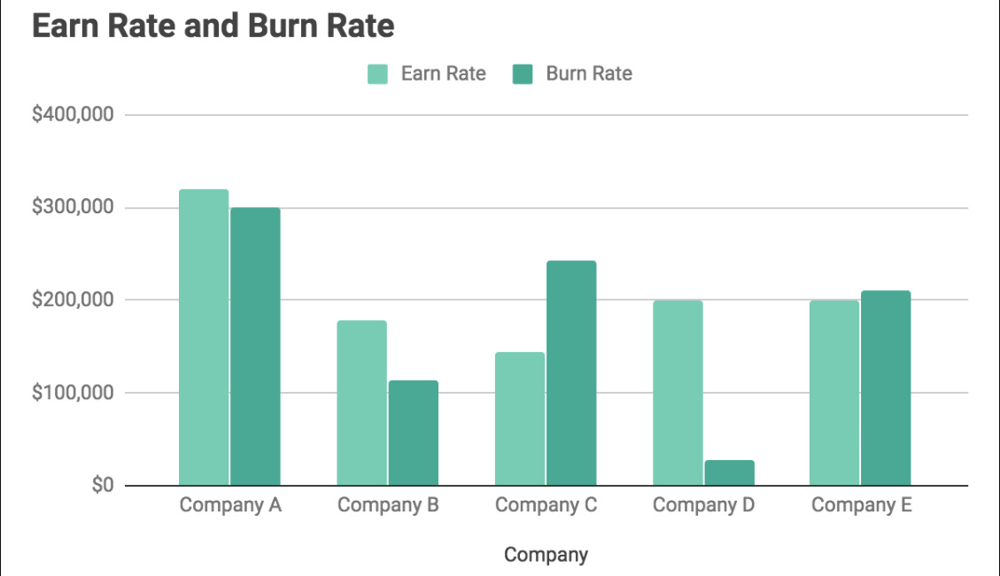 Earn Rate and Burn Rate
Earn Rate Burn Rate
$400,000
$300,000
$200,000
$100,000
$0
Company A Company B Company C Company D Company E
Company